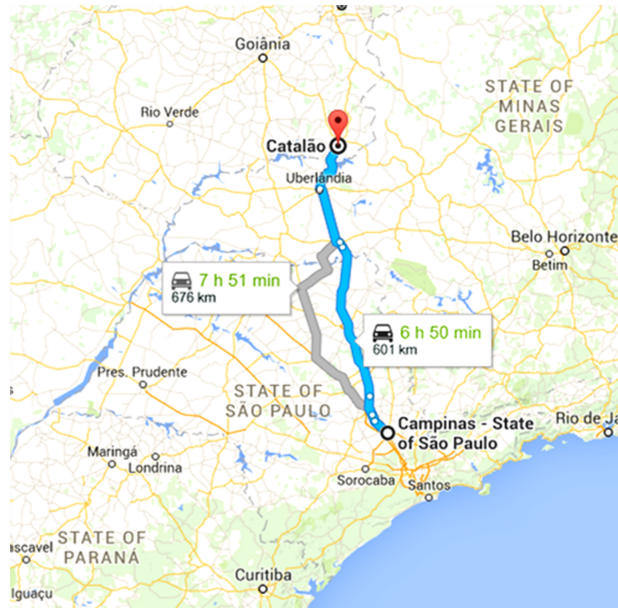 Goiânia
STATE OF
MINAS
GERAIS
Rio Verde
Catalão
Uberlândia
Belo Horizonte
Betim
7 h 51 min
676 km
6 h 50 min
601 km
Pres. Prudente
STATE OF
SÃO PAULO
Campinas - State
of São Paulo
Rio de Ja
Maringá
Londrina
Sorocaba
Santos
STATE OF
PARANÁ
ascavel
Curitiba
Iguaçu